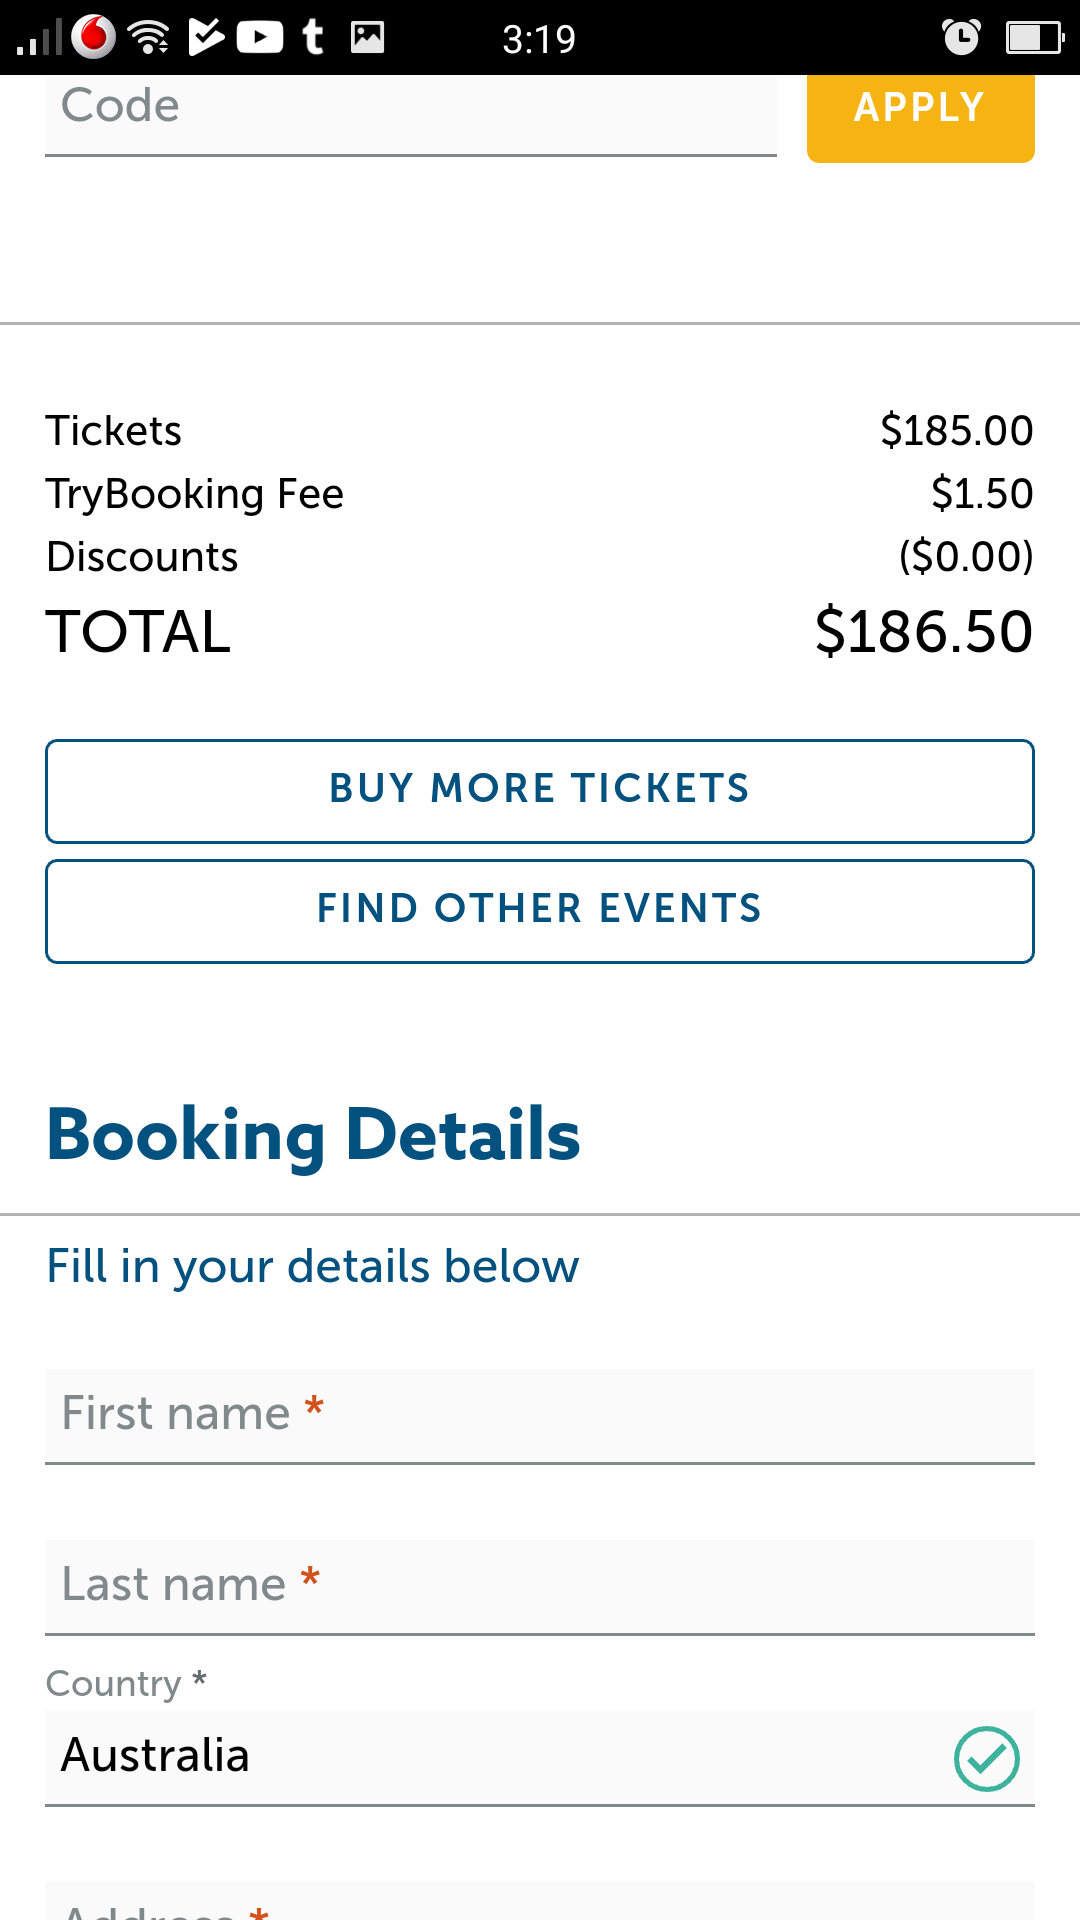 3:19
Code
APPLY
Tickets $185.00
TryBooking Fee $1.50
Discounts ($0.00)
TOTAL $186.50
BUY MORE TICKETS
FIND OTHER EVENTS
Booking Details
Fill in your details below
First name *
Last name *
Country *
Australia
Address *